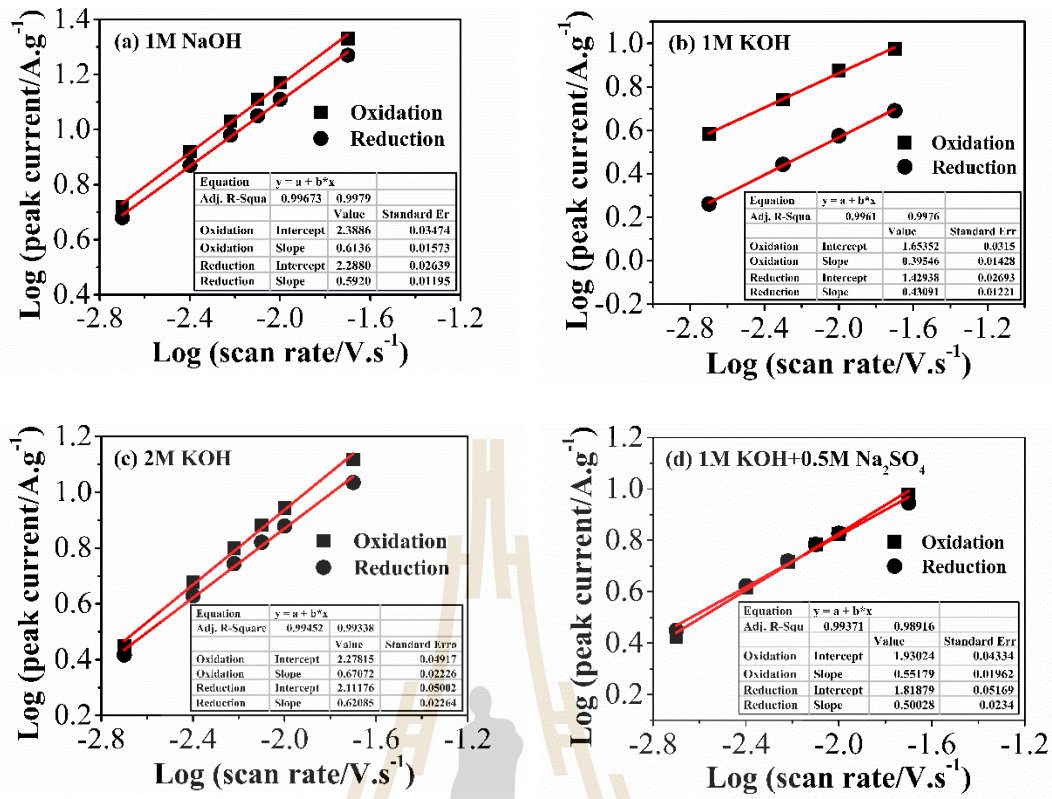 (a) 1M NaOH
Log (peak current/A.g⁻¹)
1.4
1.2
1.0
0.8
0.6
0.4
Oxidation
Reduction
Equation y = a + b*x
Adj. R-Squa 0.99673 0.9979
Value Standard Er
Oxidation Intercept 2.3886 0.03474
Oxidation Slope 0.6136 0.01573
Reduction Intercept 2.2880 0.02639
Reduction Slope 0.5920 0.01195
-2.8 -2.4 -2.0 -1.6 -1.2
Log (scan rate/V.s⁻¹)
(b) 1M KOH
Log (peak current/A.g⁻¹)
1.0
0.8
0.6
0.4
0.2
0.0
-0.2
Oxidation
Reduction
Equation y = a + b*x
Adj. R-Squa 0.9961 0.9976
Value Standard Err
Oxidation Intercept 1.65352 0.0315
Oxidation Slope 0.39546 0.01428
Reduction Intercept 1.42938 0.02693
Reduction Slope 0.43091 0.01221
-2.8 -2.4 -2.0 -1.6 -1.2
Log (scan rate/V.s⁻¹)
(c) 2M KOH
Log (peak current/A.g⁻¹)
1.2
1.0
0.8
0.6
0.4
0.2
Oxidation
Reduction
Equation y = a + b*x
Adj. R-Square 0.99452 0.99338
Value Standard Erro
Oxidation Intercept 2.27815 0.04917
Oxidation Slope 0.67072 0.02226
Reduction Intercept 2.11176 0.05002
Reduction Slope 0.62085 0.02264
-2.8 -2.4 -2.0 -1.6 -1.2
Log (scan rate/V.s⁻¹)
(d) 1M KOH+0.5M Na₂SO₄
Log (peak current/A.g⁻¹)
1.2
1.0
0.8
0.6
0.4
0.2
Oxidation
Reduction
Equation y = a + b*x
Adj. R-Squ 0.99371 0.98916
Value Standard Err
Oxidation Intercept 1.93024 0.04334
Oxidation Slope 0.55179 0.01962
Reduction Intercept 1.81879 0.05169
Reduction Slope 0.50028 0.0234
-2.8 -2.4 -2.0 -1.6 -1.2
Log (scan rate/V.s⁻¹)